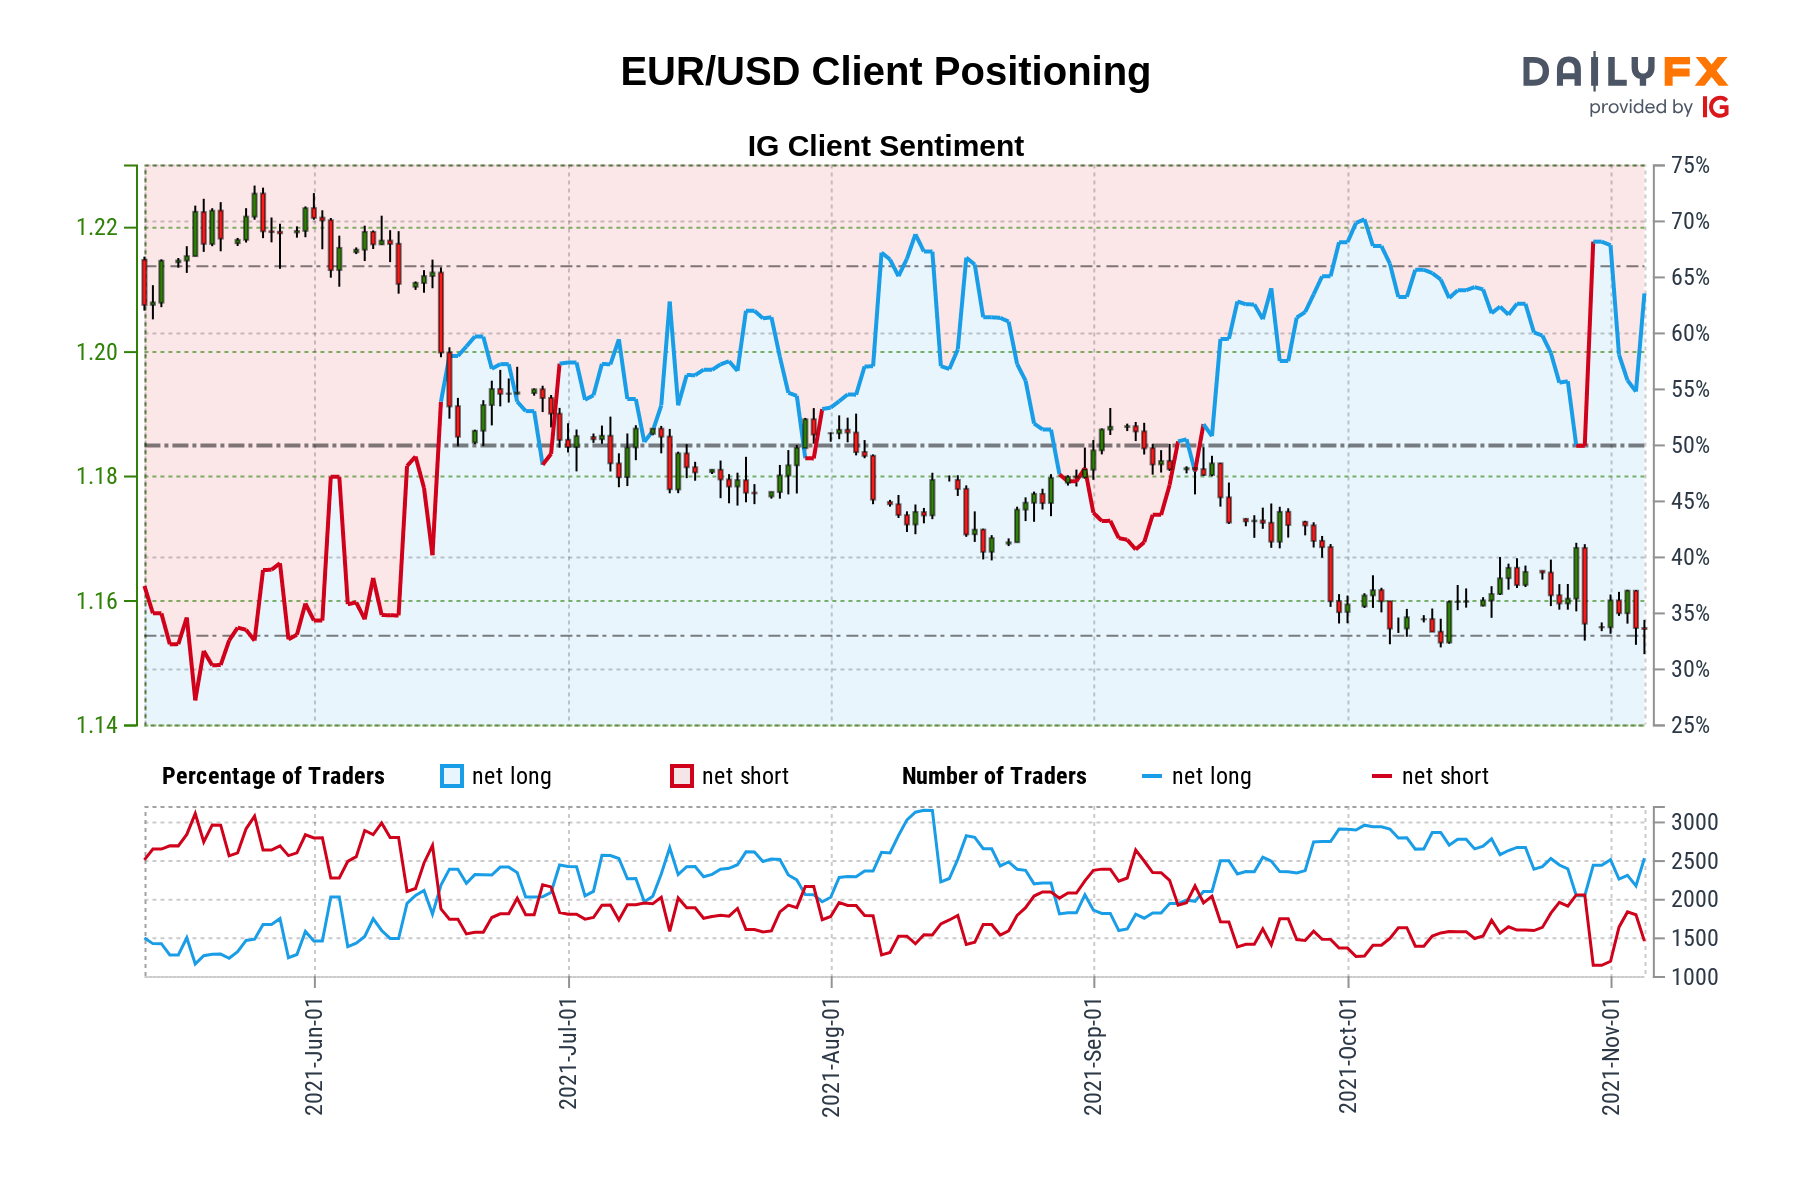 EUR/USD Client Positioning
DAILYFX
provided by IG
IG Client Sentiment
1.22
1.20
1.18
1.16
1.14
75%
70%
65%
60%
55%
50%
45%
40%
35%
30%
25%
Percentage of Traders net long net short Number of Traders net long net short
3000
2500
2000
1500
1000
2021-Jun-01
2021-Jul-01
2021-Aug-01
2021-Sep-01
2021-Oct-01
2021-Nov-01